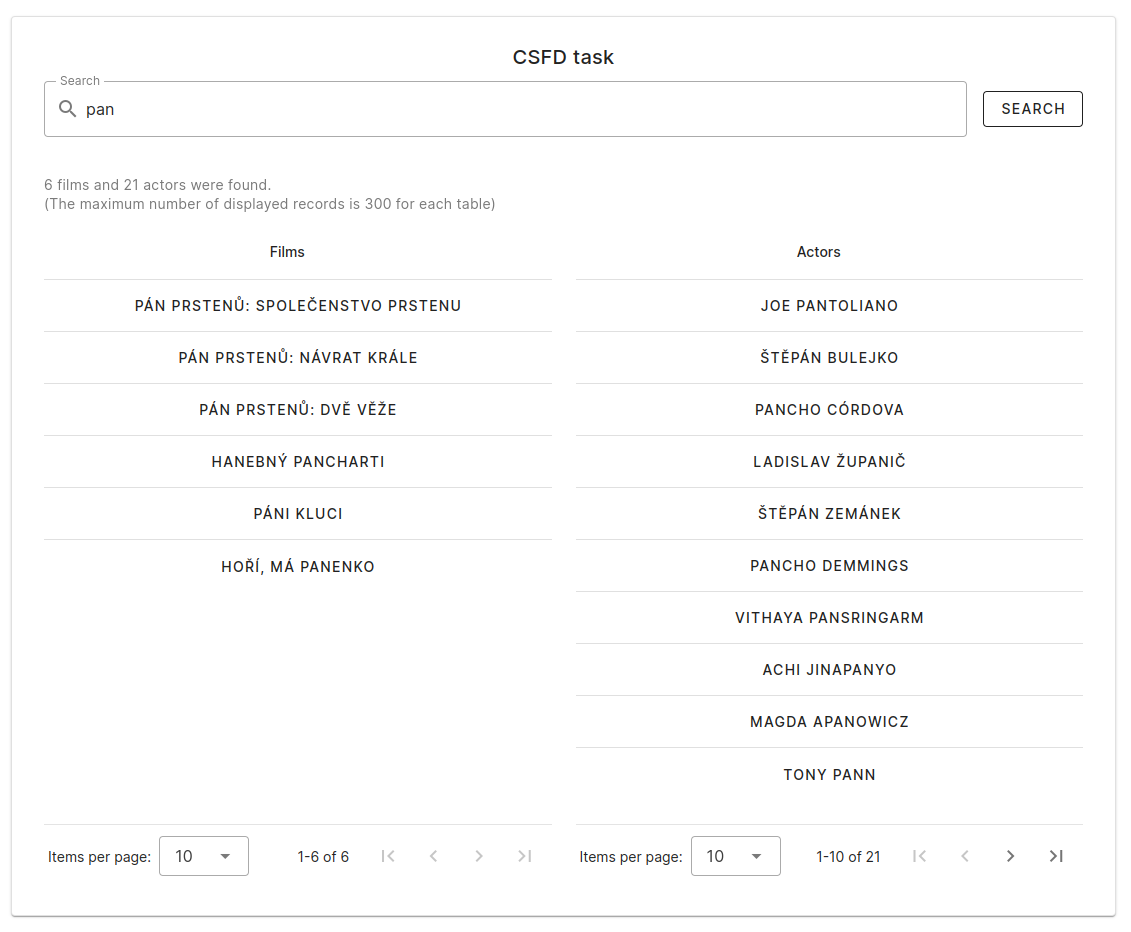 CSFD task
Search
pan
SEARCH
6 films and 21 actors were found.
(The maximum number of displayed records is 300 for each table)
Films
PÁN PRSTENŮ: SPOLEČENSTVO PRSTENU
PÁN PRSTENŮ: NÁVRAT KRÁLE
PÁN PRSTENŮ: DVĚ VĚŽE
HANEBNÝ PANCHARTI
PÁNI KLUCI
HOŘÍ, MÁ PANENKO
Items per page: 10 1-6 of 6
Actors
JOE PANTOLIANO
ŠTĚPÁN BULEJKO
PANCHO CÓRDOVA
LADISLAV ŽUPANIČ
ŠTĚPÁN ZEMÁNEK
PANCHO DEMMINGS
VITHAYA PANSRINGARM
ACHI JINAPANYO
MAGDA APANOWICZ
TONY PANN
Items per page: 10 1-10 of 21